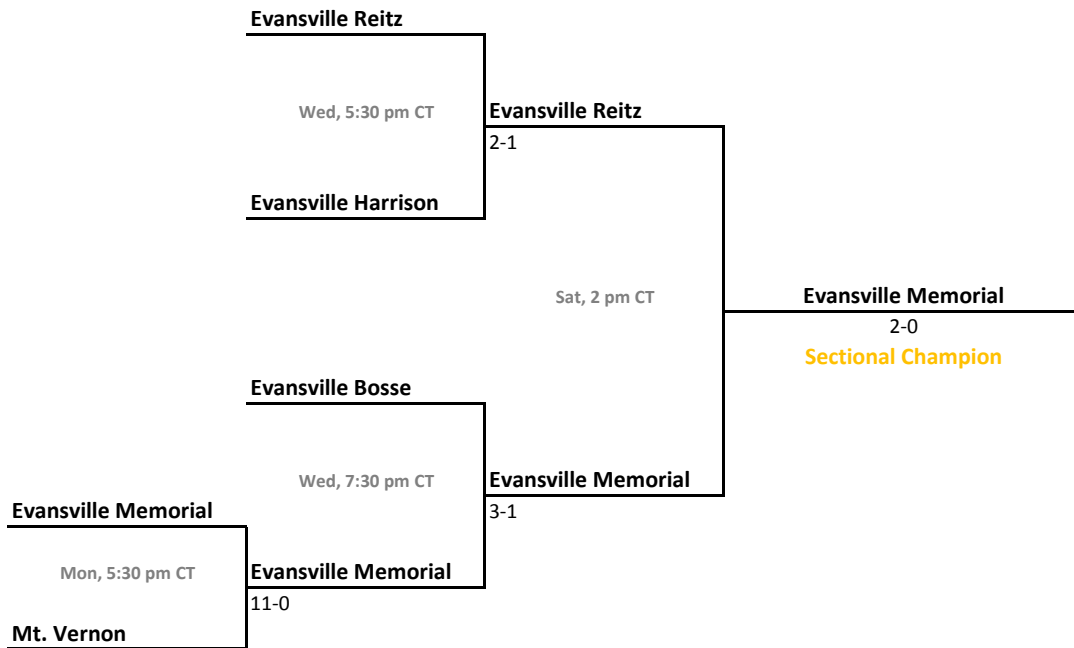 Evansville Reitz
Wed, 5:30 pm CT
Evansville Reitz
2-1
Evansville Harrison
Sat, 2 pm CT
Evansville Memorial
2-0
Sectional Champion
Evansville Bosse
Wed, 7:30 pm CT
Evansville Memorial
3-1
Evansville Memorial
Mon, 5:30 pm CT
Evansville Memorial
11-0
Mt. Vernon